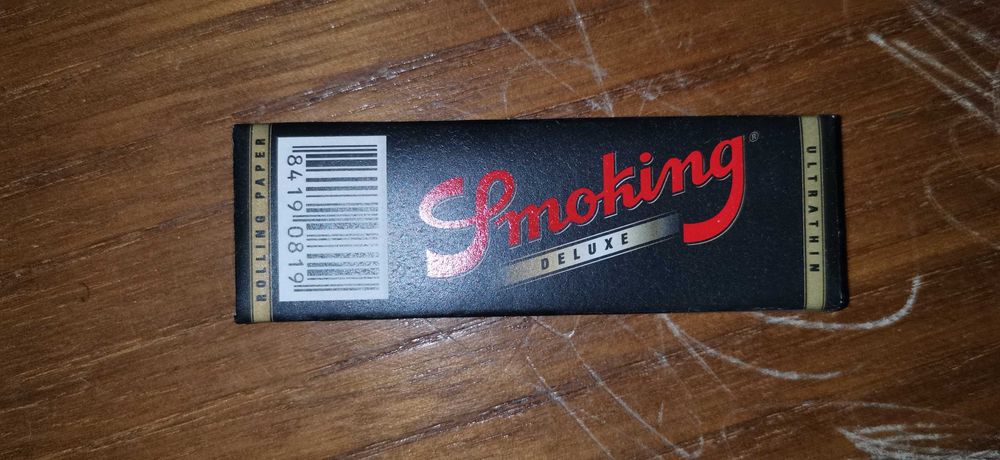 ROLLING PAPER
8419 0819
Smoking®
DELUXE
ULTRATHIN